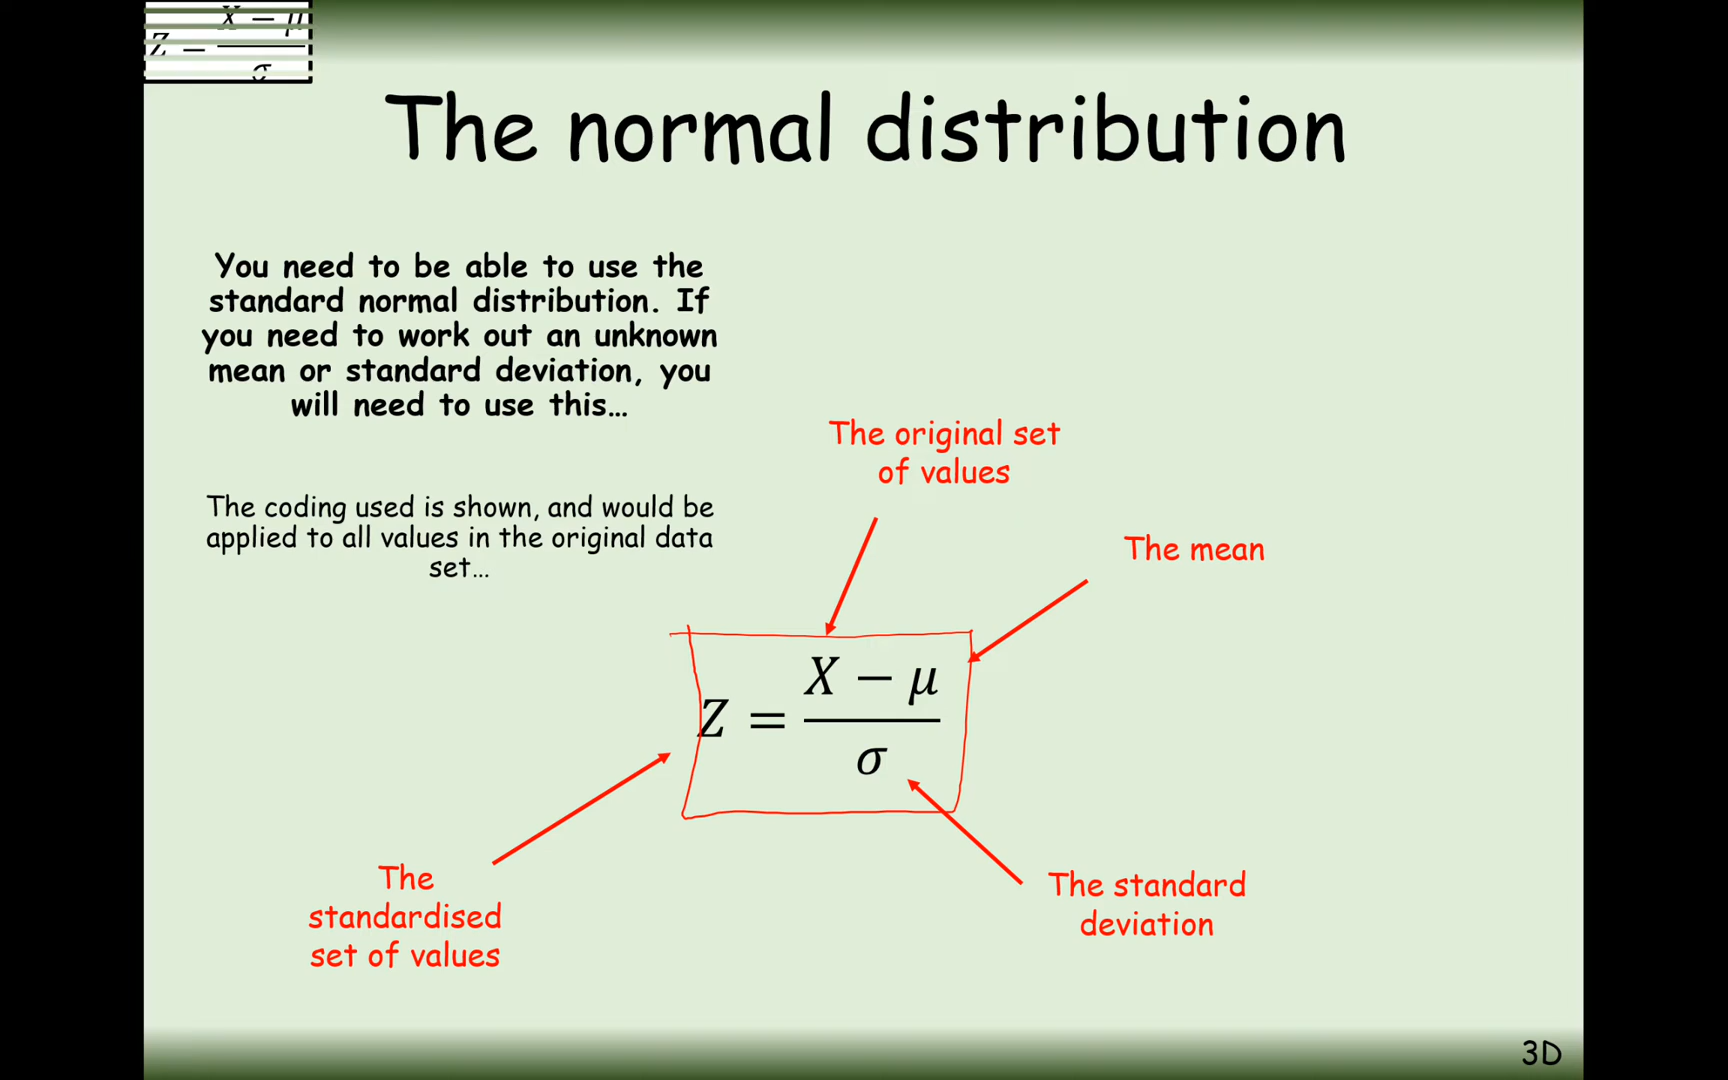 Z = X − μ / σ
The normal distribution
You need to be able to use the
standard normal distribution. If
you need to work out an unknown
mean or standard deviation, you
will need to use this…
The coding used is shown, and would be
applied to all values in the original data
set…
The original set
of values
The mean
Z = X − μ / σ
The
standardised
set of values
The standard
deviation
3D